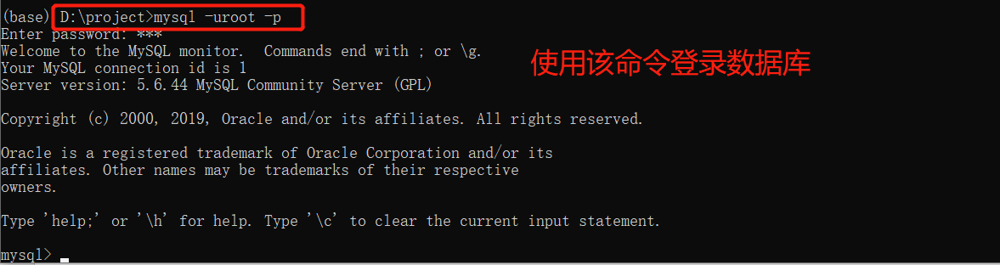 (base) D:\project>mysql -uroot -p
Enter password: ***
Welcome to the MySQL monitor.  Commands end with ; or \g.
Your MySQL connection id is 1
Server version: 5.6.44 MySQL Community Server (GPL)
使用该命令登录数据库
Copyright (c) 2000, 2019, Oracle and/or its affiliates. All rights reserved.
Oracle is a registered trademark of Oracle Corporation and/or its
affiliates. Other names may be trademarks of their respective
owners.
Type 'help;' or '\h' for help. Type '\c' to clear the current input statement.
mysql>